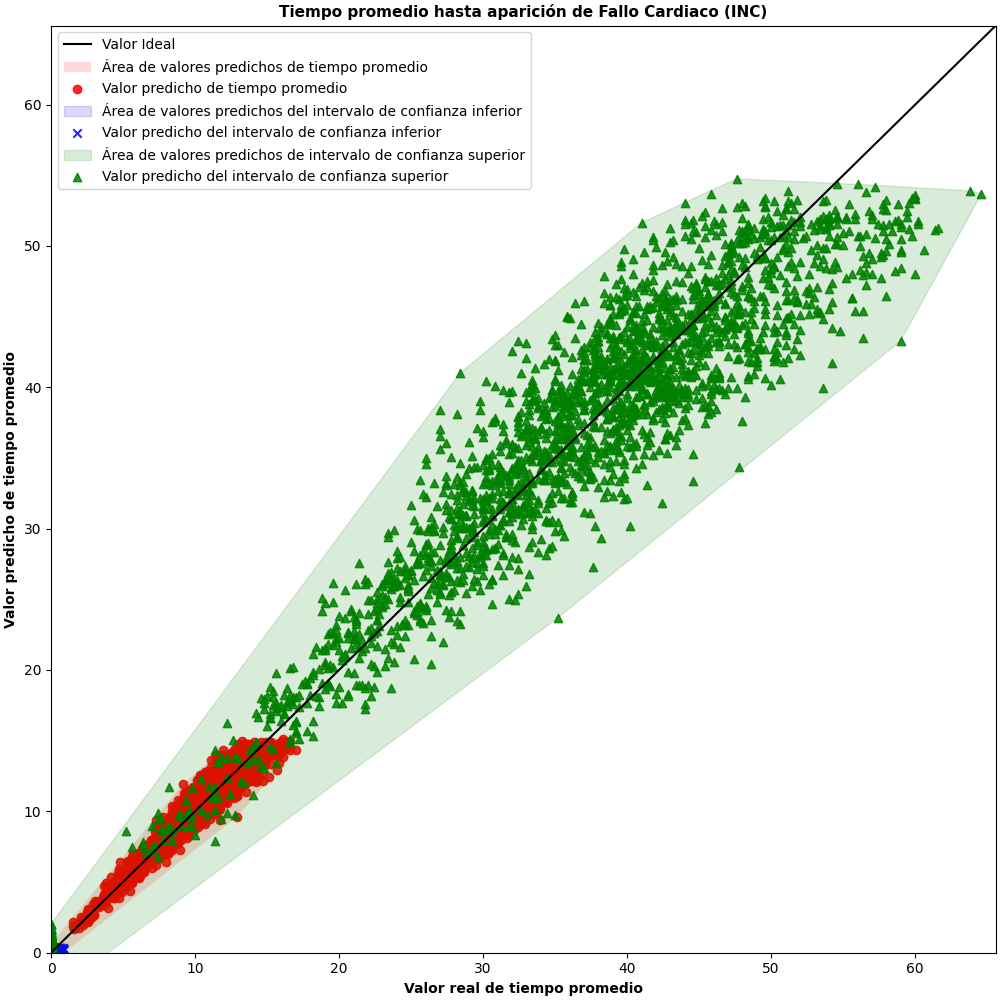 Tiempo promedio hasta aparición de Fallo Cardiaco (INC)
Valor Ideal
Área de valores predichos de tiempo promedio
Valor predicho de tiempo promedio
Área de valores predichos del intervalo de confianza inferior
Valor predicho del intervalo de confianza inferior
Área de valores predichos de intervalo de confianza superior
Valor predicho del intervalo de confianza superior
Valor predicho de tiempo promedio
60
50
40
30
20
10
0
0 10 20 30 40 50 60
Valor real de tiempo promedio